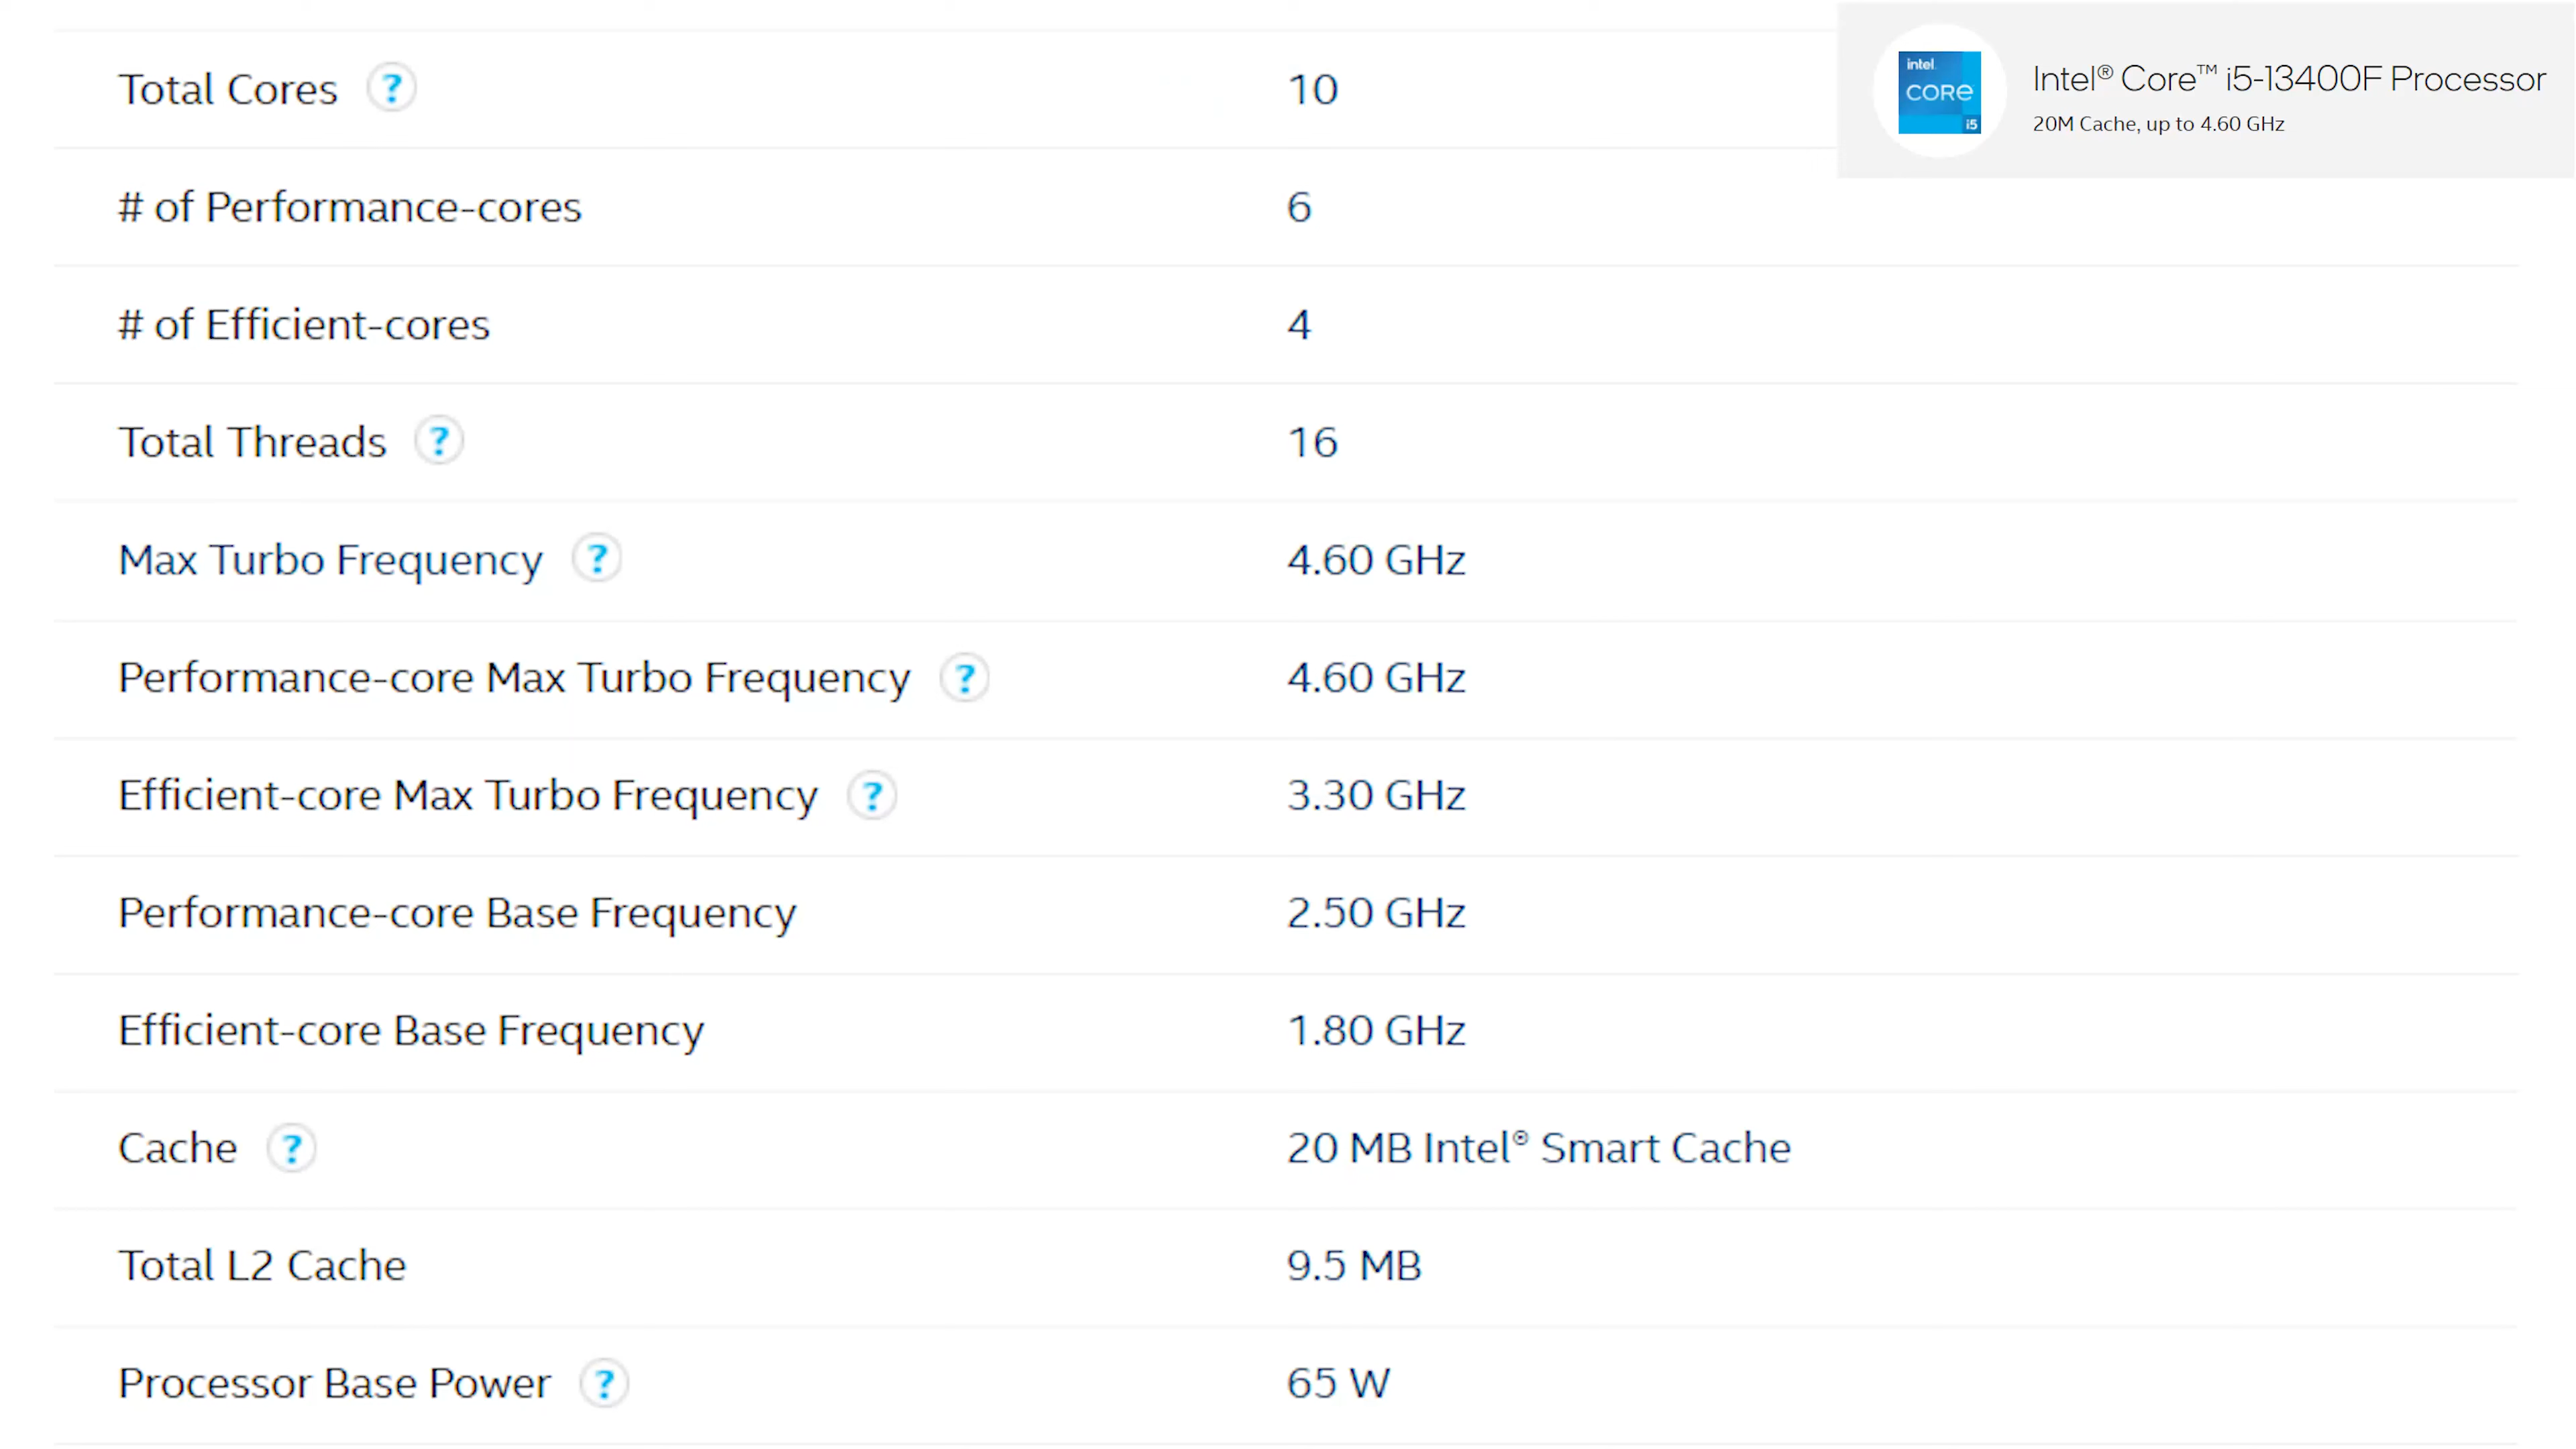 Total Cores ? 10
intel.
CORE
i5
Intel® Core™ i5-13400F Processor
20M Cache, up to 4.60 GHz
# of Performance-cores 6
# of Efficient-cores 4
Total Threads ? 16
Max Turbo Frequency ? 4.60 GHz
Performance-core Max Turbo Frequency ? 4.60 GHz
Efficient-core Max Turbo Frequency ? 3.30 GHz
Performance-core Base Frequency 2.50 GHz
Efficient-core Base Frequency 1.80 GHz
Cache ? 20 MB Intel® Smart Cache
Total L2 Cache 9.5 MB
Processor Base Power ? 65 W